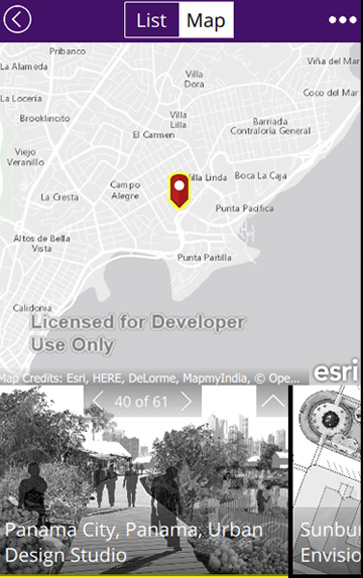 List Map
Pribanco
La Alameda
Viña del Mar
Villa
Dora
Coco del Mar
La Locería
Brooklincito
Villa
Lilla
Barriada
Contraloría General
El Carmen
Viejo
Veranillo
Campo
Alegre
illa Linda
Boca La Caja
La Cresta
Punta Pacifica
Altos de Bella
Vista
Punta Paitilla
Calidonia
Licensed for Developer
Use Only
esri
Map Credits: Esri, HERE, DeLorme, MapmyIndia, © Ope...
40 of 61
Panama City, Panama, Urban
Design Studio
Sunbu
Envisio